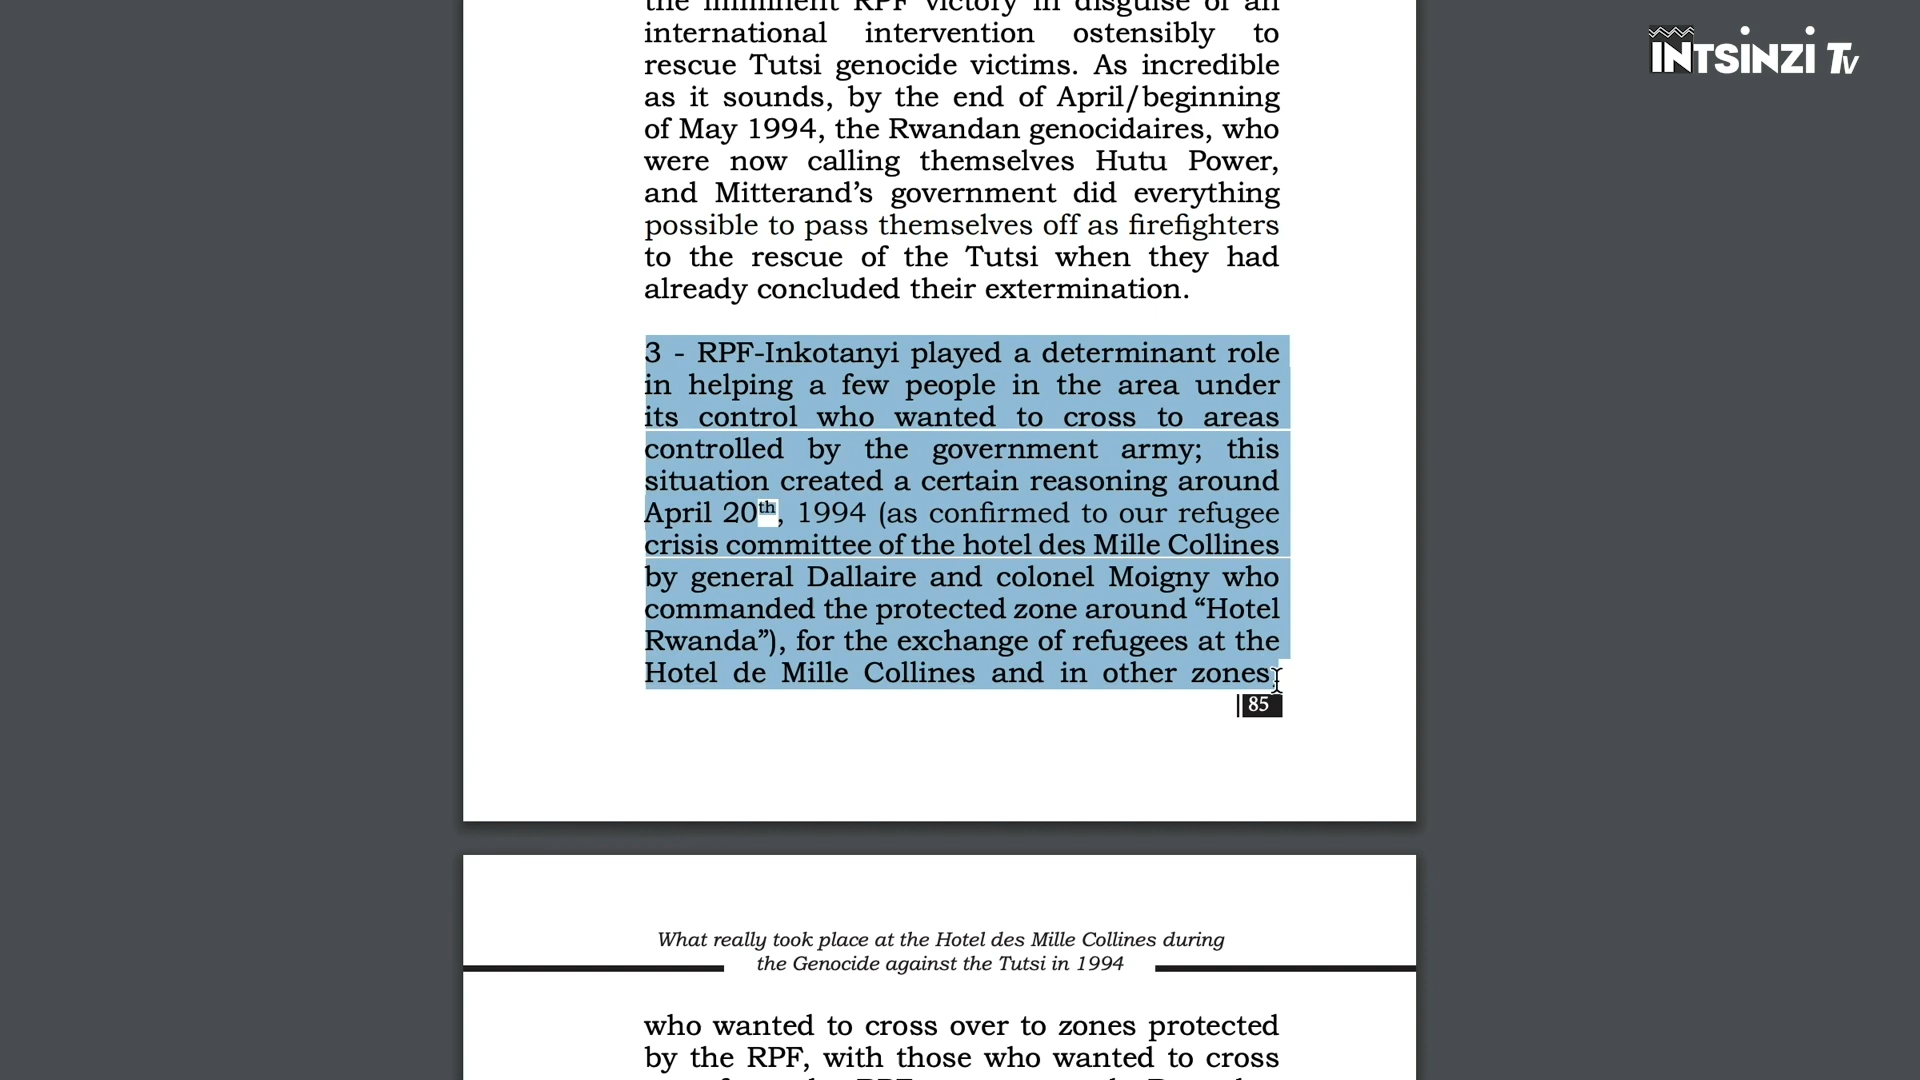 the imminent RPF victory in disguise of an
international intervention ostensibly to
rescue Tutsi genocide victims. As incredible
as it sounds, by the end of April/beginning
of May 1994, the Rwandan genocidaires, who
were now calling themselves Hutu Power,
and Mitterand's government did everything
possible to pass themselves off as firefighters
to the rescue of the Tutsi when they had
already concluded their extermination.
3 - RPF-Inkotanyi played a determinant role
in helping a few people in the area under
its control who wanted to cross to areas
controlled by the government army; this
situation created a certain reasoning around
April 20th, 1994 (as confirmed to our refugee
crisis committee of the hotel des Mille Collines
by general Dallaire and colonel Moigny who
commanded the protected zone around “Hotel
Rwanda”), for the exchange of refugees at the
Hotel de Mille Collines and in other zones
85
What really took place at the Hotel des Mille Collines during
the Genocide against the Tutsi in 1994
who wanted to cross over to zones protected
by the RPF, with those who wanted to cross
INTSINZI TV